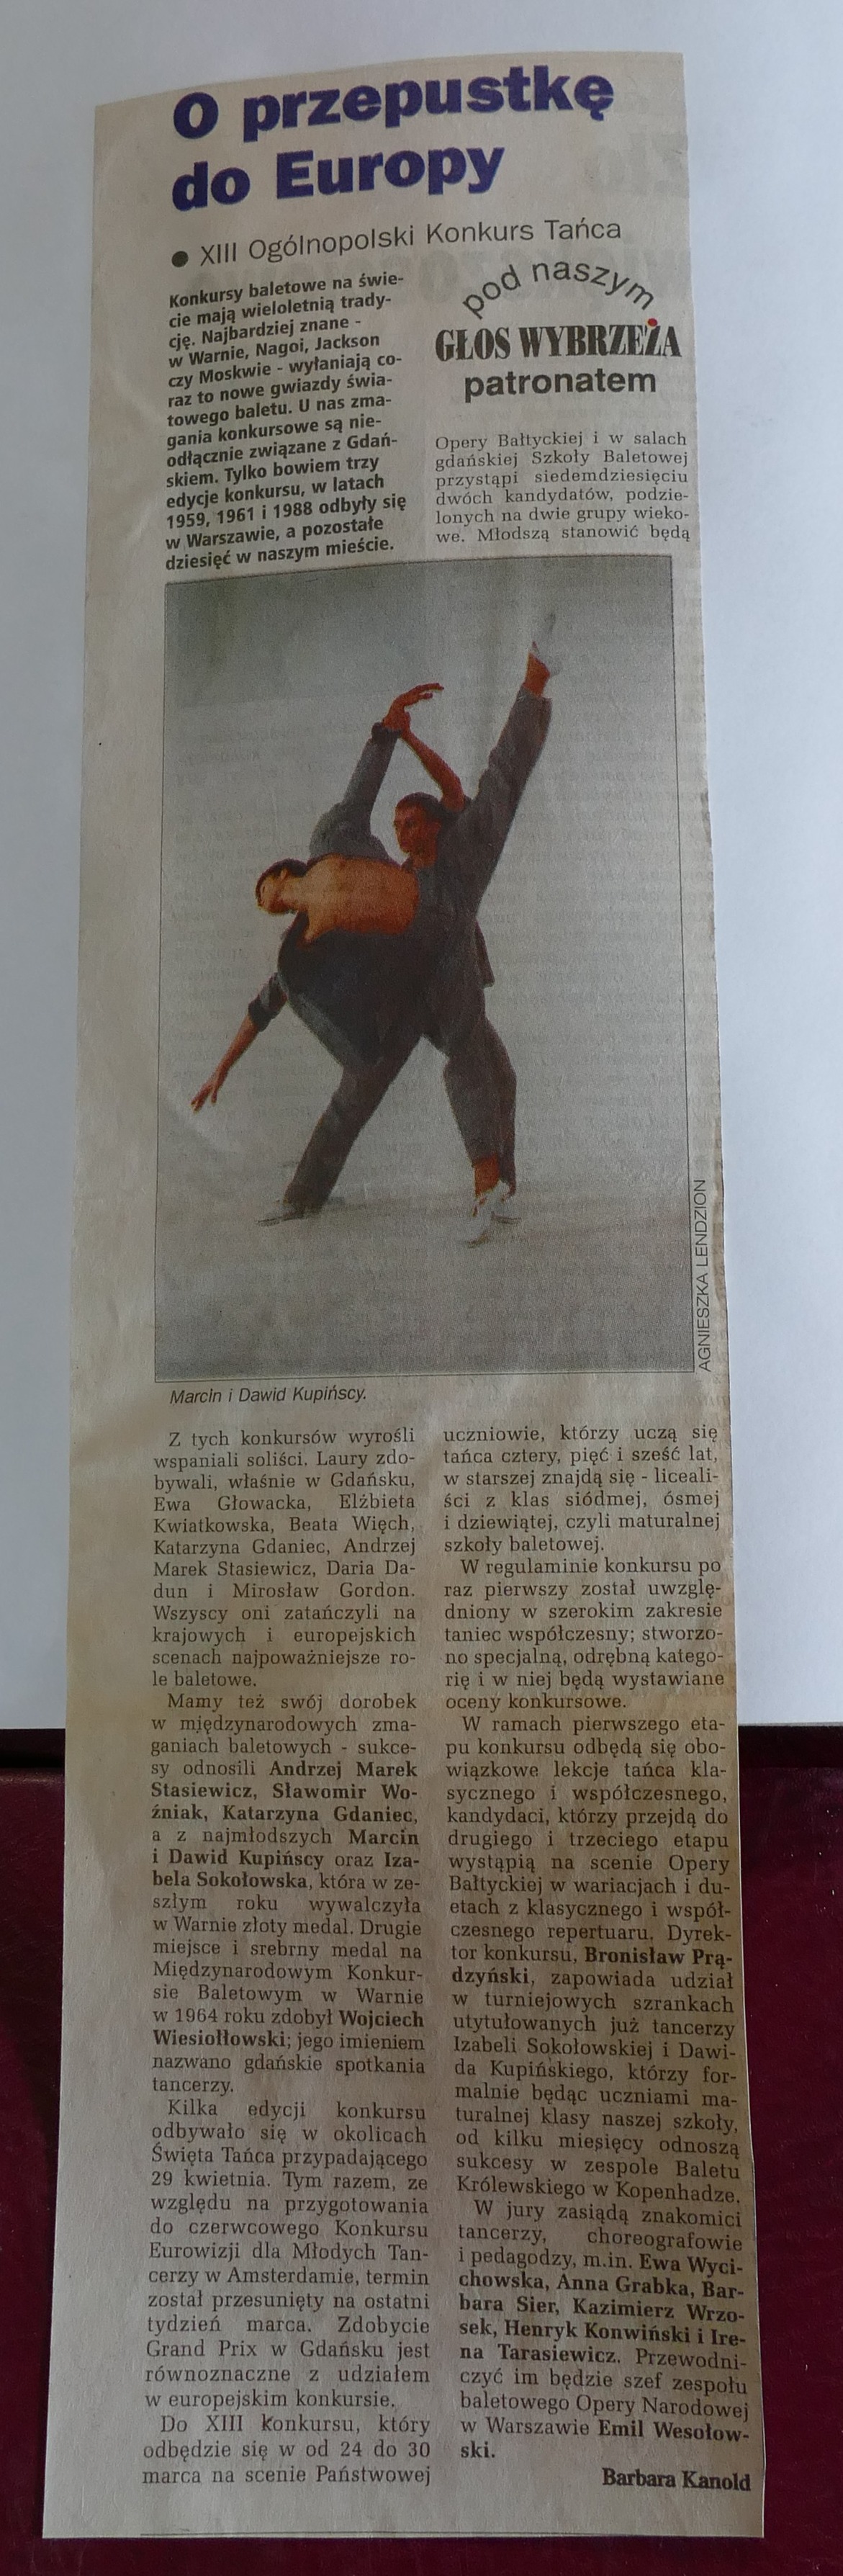 O przepustkę
do Europy
● XIII Ogólnopolski Konkurs Tańca
Konkursy baletowe na świe-
cie mają wieloletnią trady-
cję. Najbardziej znane -
w Warnie, Nagoi, Jackson
czy Moskwie - wyłaniają co-
raz to nowe gwiazdy świa-
towego baletu. U nas zma-
gania konkursowe są nie-
odłącznie związane z Gdań-
skiem. Tylko bowiem trzy
edycje konkursu, w latach
1959, 1961 i 1988 odbyły się
w Warszawie, a pozostałe
dziesięć w naszym mieście.
pod naszym
GŁOS WYBRZEŻA
patronatem
Marcin i Dawid Kupińscy.
AGNIESZKA LENDZION
Z tych konkursów wyrośli
wspaniali soliści. Laury zdo-
bywali, właśnie w Gdańsku,
Ewa Głowacka, Elżbieta
Kwiatkowska, Beata Więch,
Katarzyna Gdaniec, Andrzej
Marek Stasiewicz, Daria Da-
dun i Mirosław Gordon.
Wszyscy oni zatańczyli na
krajowych i europejskich
scenach najpoważniejsze ro-
le baletowe.
Mamy też swój dorobek
w międzynarodowych zma-
ganiach baletowych - sukce-
sy odnosili Andrzej Marek
Stasiewicz, Sławomir Wo-
źniak, Katarzyna Gdaniec,
a z najmłodszych Marcin
i Dawid Kupińscy oraz Iza-
bela Sokołowska, która w ze-
szłym roku wywalczyła
w Warnie złoty medal. Drugie
miejsce i srebrny medal na
Międzynarodowym Konkur-
sie Baletowym w Warnie
w 1964 roku zdobył Wojciech
Wiesiołłowski; jego imieniem
nazwano gdańskie spotkania
tancerzy.
Kilka edycji konkursu
odbywało się w okolicach
Święta Tańca przypadającego
29 kwietnia. Tym razem, ze
względu na przygotowania
do czerwcowego Konkursu
Eurowizji dla Młodych Tan-
cerzy w Amsterdamie, termin
został przesunięty na ostatni
tydzień marca. Zdobycie
Grand Prix w Gdańsku jest
równoznaczne z udziałem
w europejskim konkursie.
Do XIII konkursu, który
odbędzie się w od 24 do 30
marca na scenie Państwowej
Opery Bałtyckiej i w salach
gdańskiej Szkoły Baletowej
przystąpi siedemdziesięciu
dwóch kandydatów, podzie-
lonych na dwie grupy wieko-
we. Młodszą stanowić będą
uczniowie, którzy uczą się
tańca cztery, pięć i sześć lat,
w starszej znajdą się - liceali-
ści z klas siódmej, ósmej
i dziewiątej, czyli maturalnej
szkoły baletowej.
W regulaminie konkursu po
raz pierwszy został uwzglę-
dniony w szerokim zakresie
taniec współczesny; stworzo-
no specjalną, odrębną katego-
rię i w niej będą wystawiane
oceny konkursowe.
W ramach pierwszego eta-
pu konkursu odbędą się obo-
wiązkowe lekcje tańca kla-
sycznego i współczesnego,
kandydaci, którzy przejdą do
drugiego i trzeciego etapu
wystąpią na scenie Opery
Bałtyckiej w wariacjach i du-
etach z klasycznego i współ-
czesnego repertuaru. Dyrek-
tor konkursu, Bronisław Prą-
dzyński, zapowiada udział
w turniejowych szrankach
utytułowanych już tancerzy
Izabeli Sokołowskiej i Dawi-
da Kupińskiego, którzy for-
malnie będąc uczniami ma-
turalnej klasy naszej szkoły,
od kilku miesięcy odnoszą
sukcesy w zespole Baletu
Królewskiego w Kopenhadze.
W jury zasiądą znakomici
tancerzy, choreografowie
i pedagodzy, m.in. Ewa Wyci-
chowska, Anna Grabka, Bar-
bara Sier, Kazimierz Wrzo-
sek, Henryk Konwiński i Ire-
na Tarasiewicz. Przewodni-
czyć im będzie szef zespołu
baletowego Opery Narodowej
w Warszawie Emil Wesołow-
ski.
Barbara Kanold